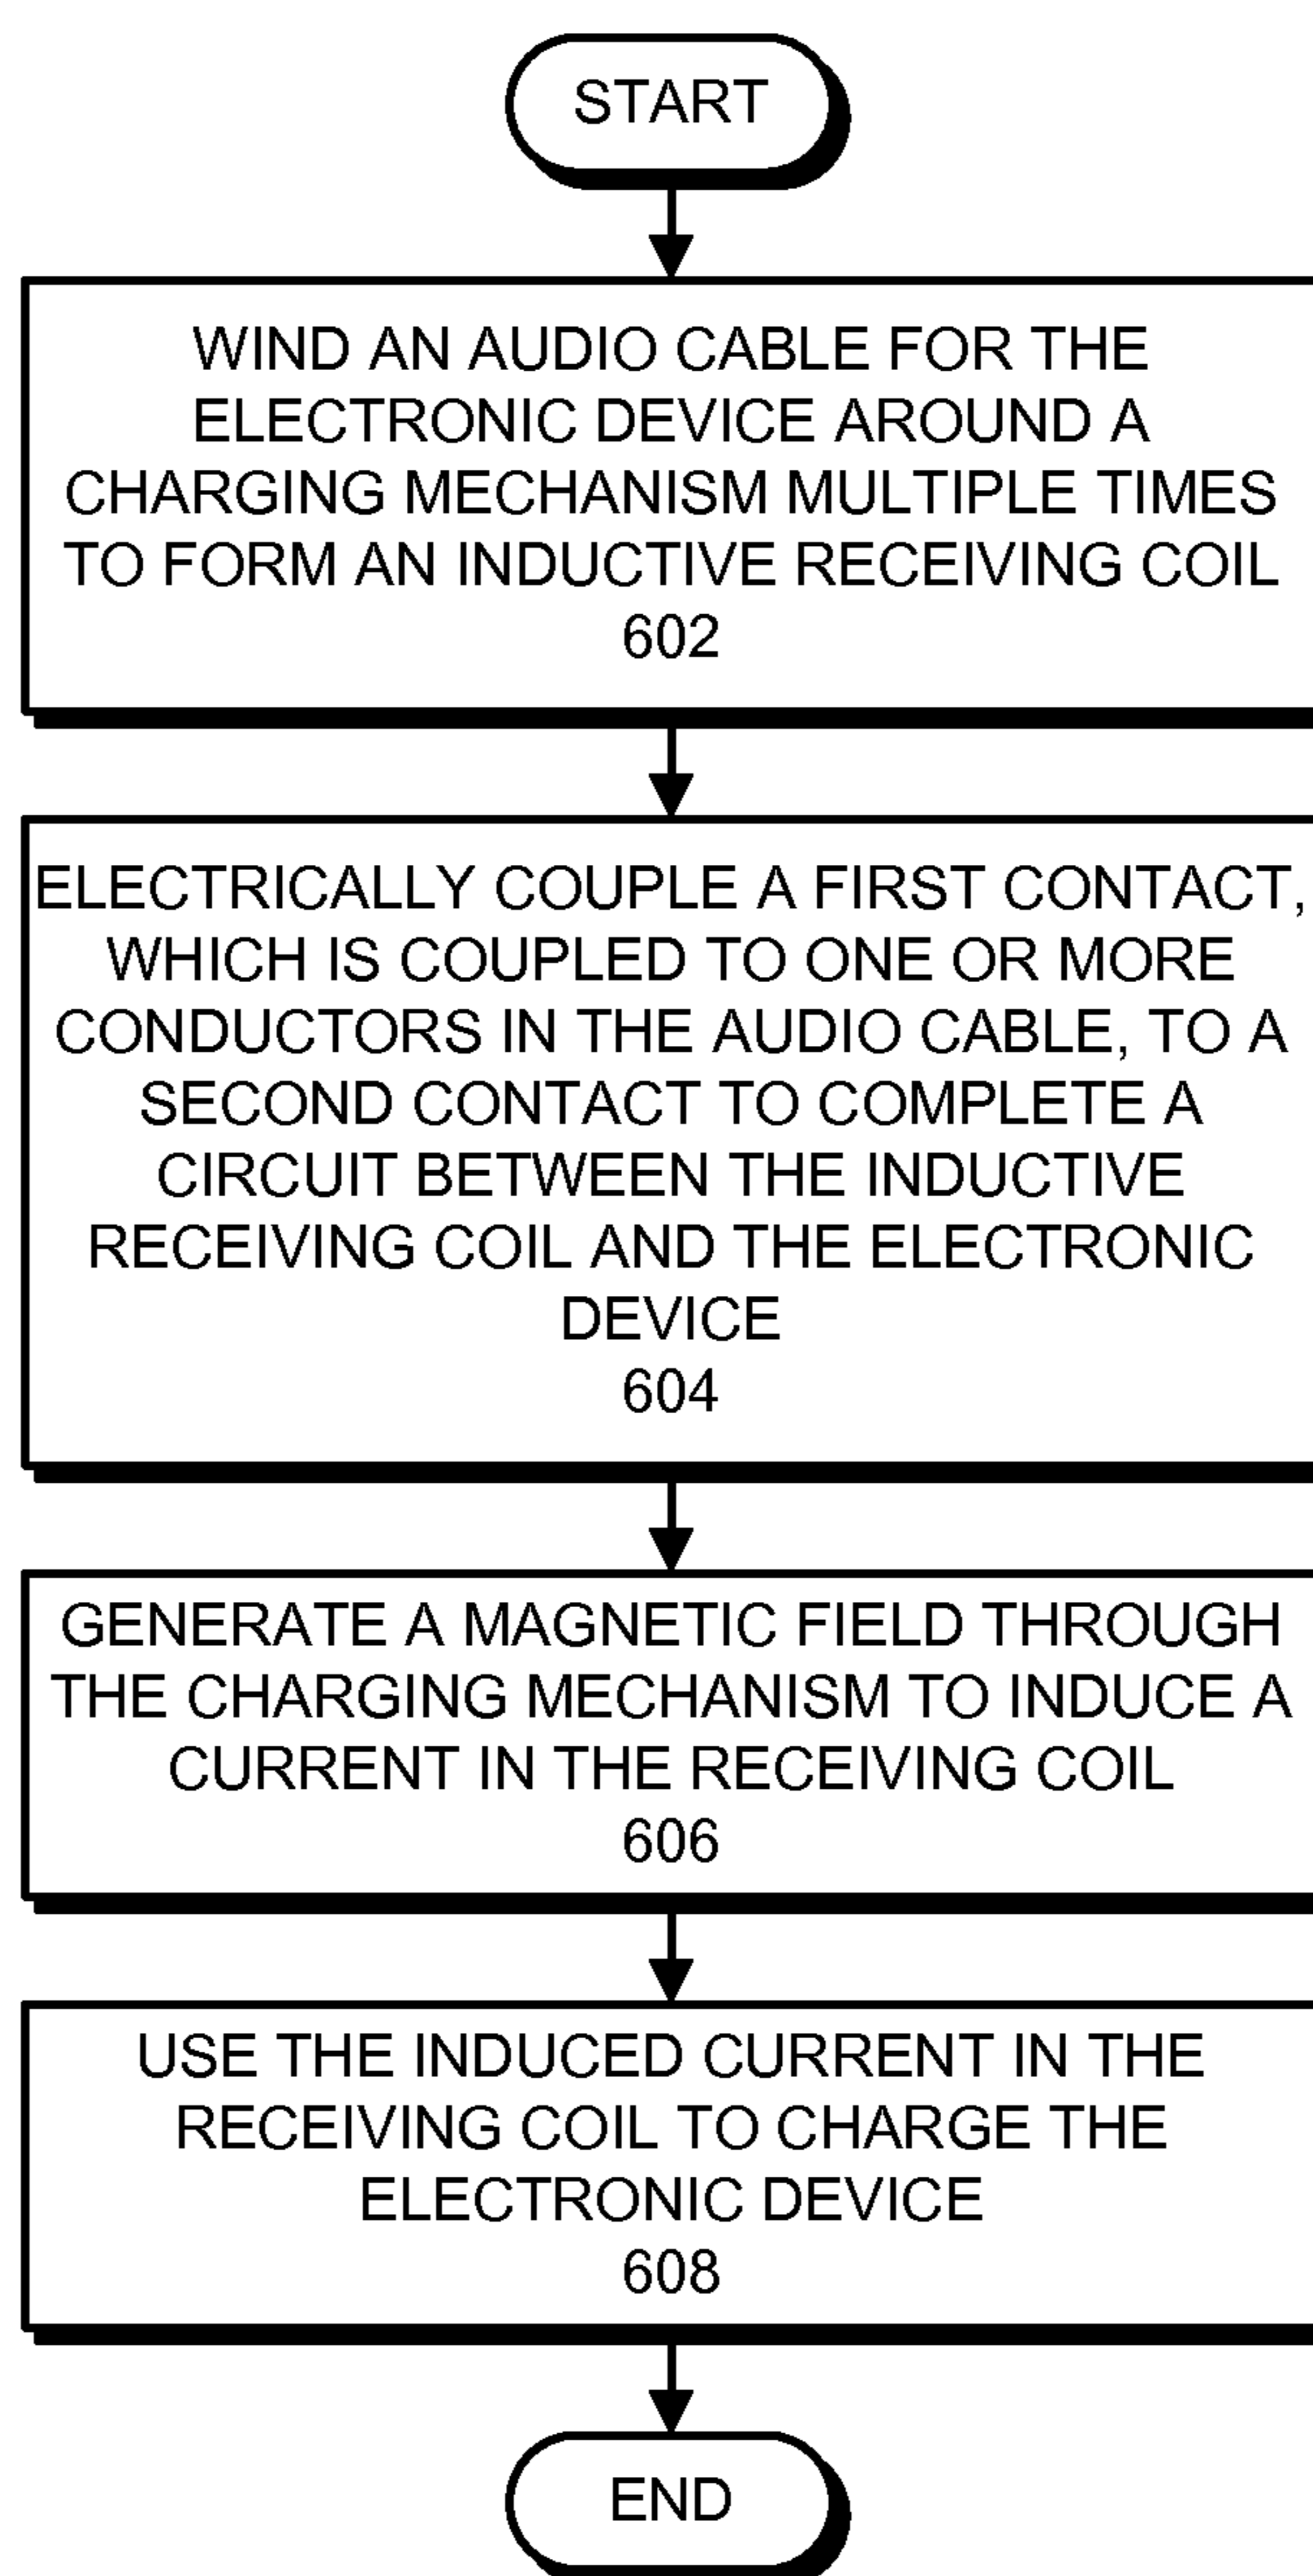 START
WIND AN AUDIO CABLE FOR THE
ELECTRONIC DEVICE AROUND A
CHARGING MECHANISM MULTIPLE TIMES
TO FORM AN INDUCTIVE RECEIVING COIL
602
ELECTRICALLY COUPLE A FIRST CONTACT,
WHICH IS COUPLED TO ONE OR MORE
CONDUCTORS IN THE AUDIO CABLE, TO A
SECOND CONTACT TO COMPLETE A
CIRCUIT BETWEEN THE INDUCTIVE
RECEIVING COIL AND THE ELECTRONIC
DEVICE
604
GENERATE A MAGNETIC FIELD THROUGH
THE CHARGING MECHANISM TO INDUCE A
CURRENT IN THE RECEIVING COIL
606
USE THE INDUCED CURRENT IN THE
RECEIVING COIL TO CHARGE THE
ELECTRONIC DEVICE
608
END